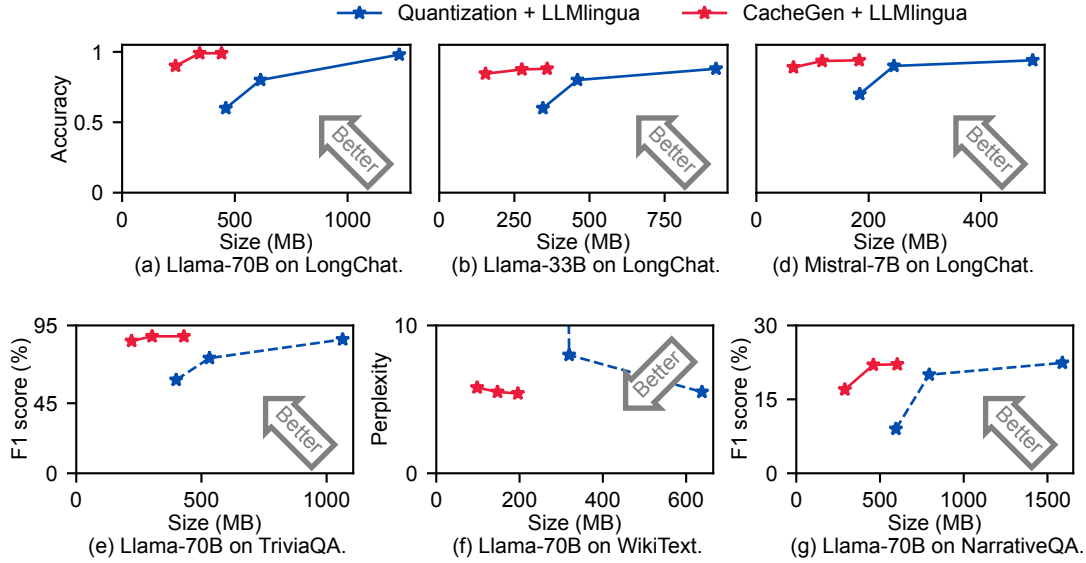 Quantization + LLMlingua CacheGen + LLMlingua
Accuracy
1
0.5
0
Better
0 500 1000
Size (MB)
(a) Llama-70B on LongChat.
Better
0 250 500 750
Size (MB)
(b) Llama-33B on LongChat.
Better
0 200 400
Size (MB)
(d) Mistral-7B on LongChat.
F1 score (%)
95
45
0
Better
0 500 1000
Size (MB)
(e) Llama-70B on TriviaQA.
Perplexity
10
0
Better
0 200 400 600
Size (MB)
(f) Llama-70B on WikiText.
F1 score (%)
30
15
0
Better
0 500 1000 1500
Size (MB)
(g) Llama-70B on NarrativeQA.